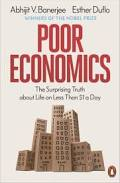 Abhijit V. Banerjee Esther Duflo
WINNERS OF THE NOBEL PRIZE
POOR
ECONOMICS
The Surprising Truth
about Life on Less Than $1 a Day